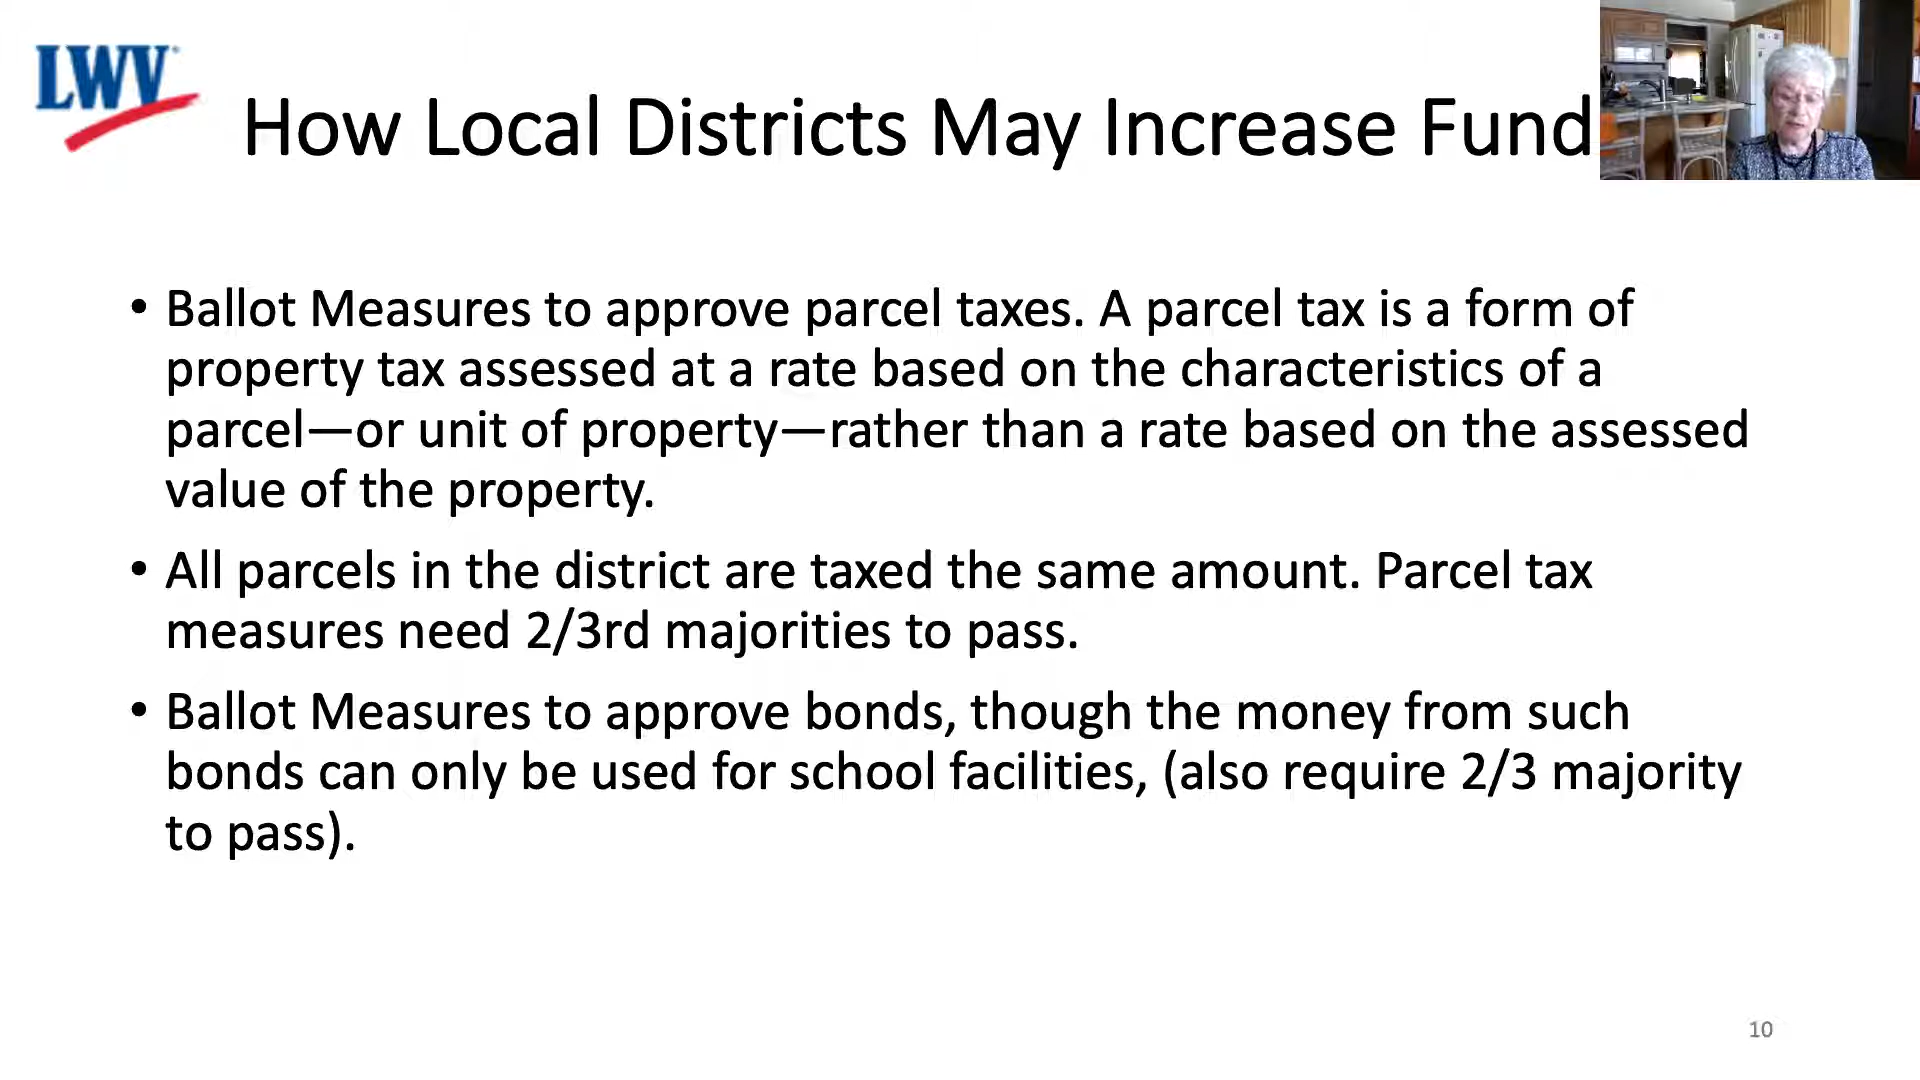 LWV
How Local Districts May Increase Fund
• Ballot Measures to approve parcel taxes. A parcel tax is a form of
property tax assessed at a rate based on the characteristics of a
parcel—or unit of property—rather than a rate based on the assessed
value of the property.
• All parcels in the district are taxed the same amount. Parcel tax
measures need 2/3rd majorities to pass.
• Ballot Measures to approve bonds, though the money from such
bonds can only be used for school facilities, (also require 2/3 majority
to pass).
10